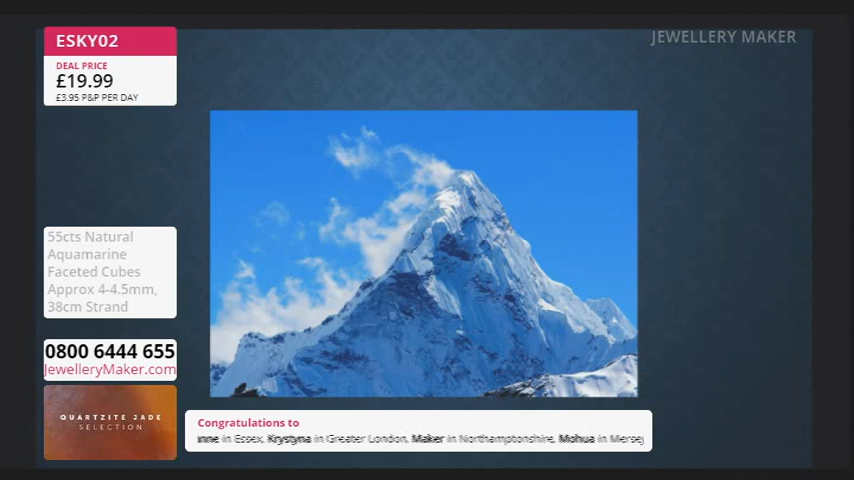 ESKY02
DEAL PRICE
£19.99
£3.95 P&P PER DAY
JEWELLERY MAKER
55cts Natural
Aquamarine
Faceted Cubes
Approx 4-4.5mm,
38cm Strand
0800 6444 655
JewelleryMaker.com
QUARTZITE JADE
SELECTION
Congratulations to
in Essex, Krystyna in Greater London, Maker in Northamptonshire, Mohua in